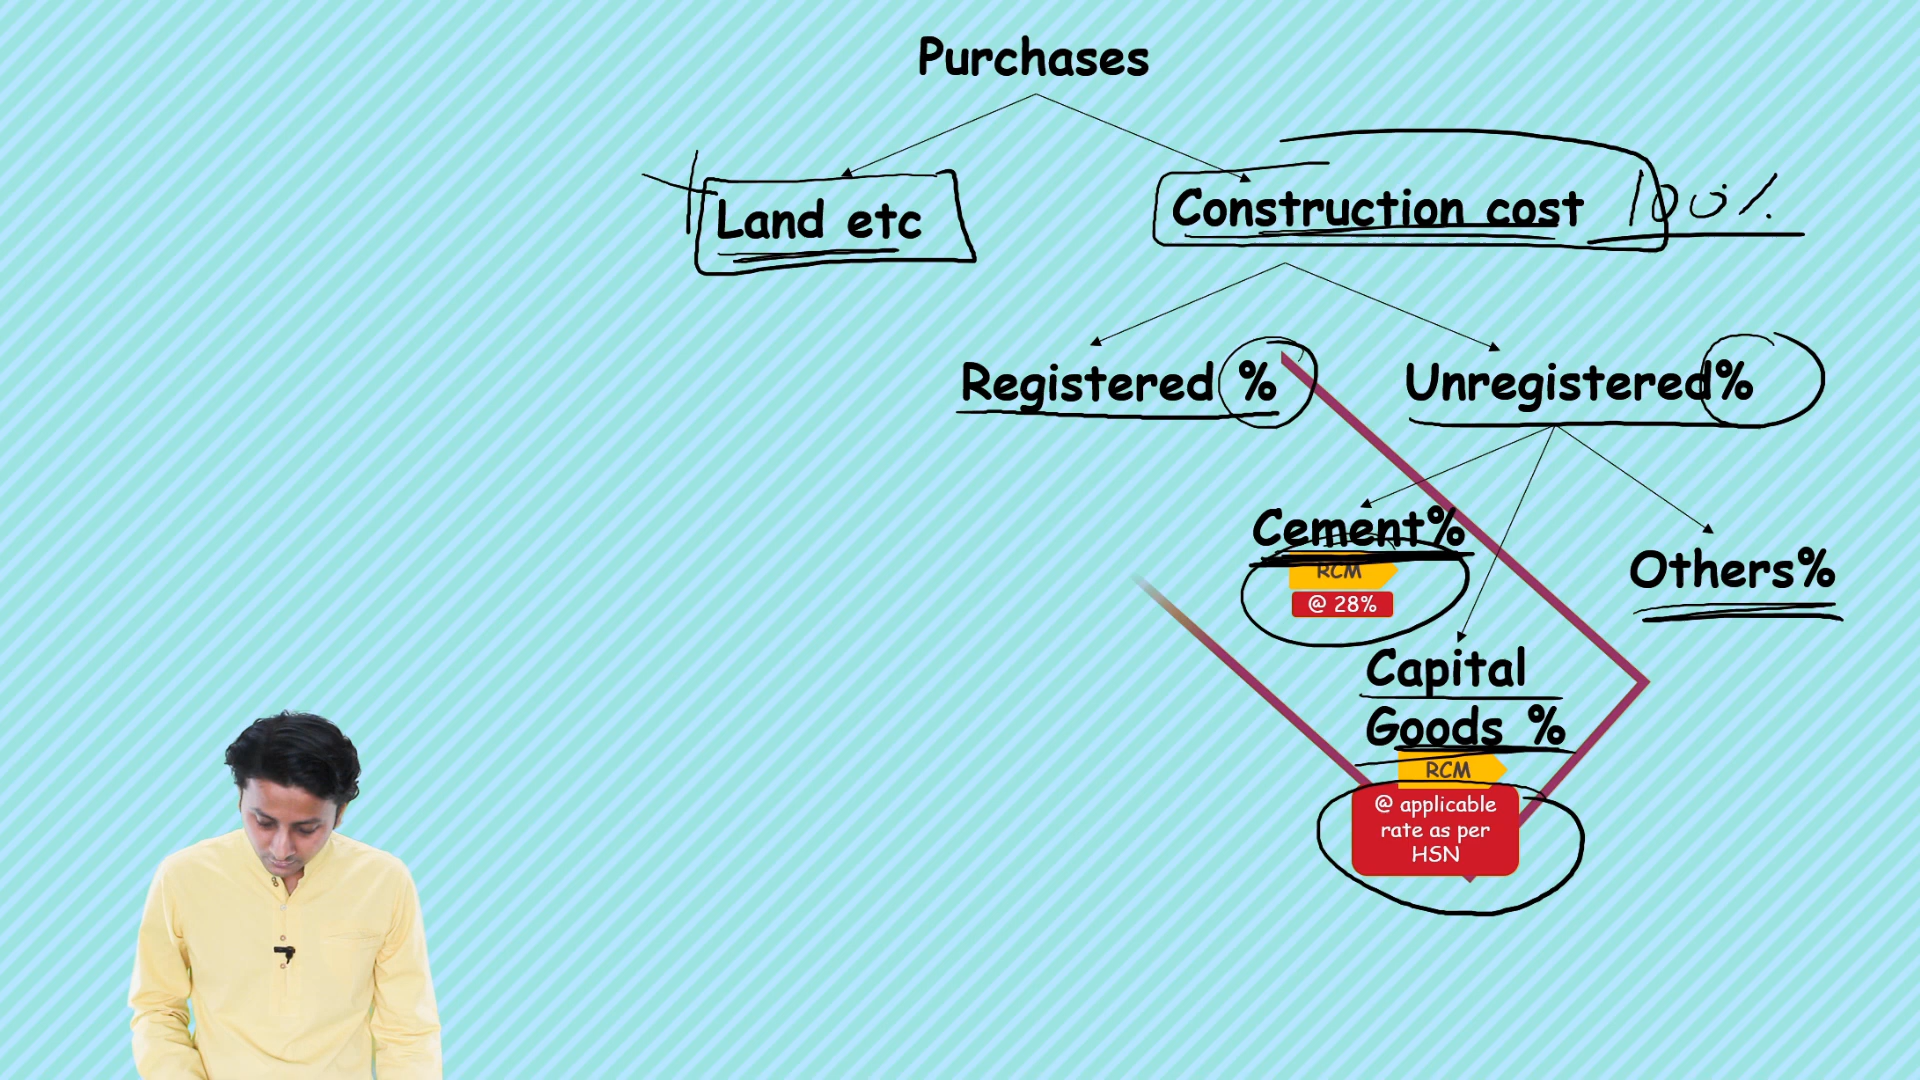 Purchases
Land etc
Construction cost 100%
Registered %
Unregistered%
Cement%
RCM
@ 28%
Others%
Capital
Goods %
RCM
@ applicable
rate as per
HSN